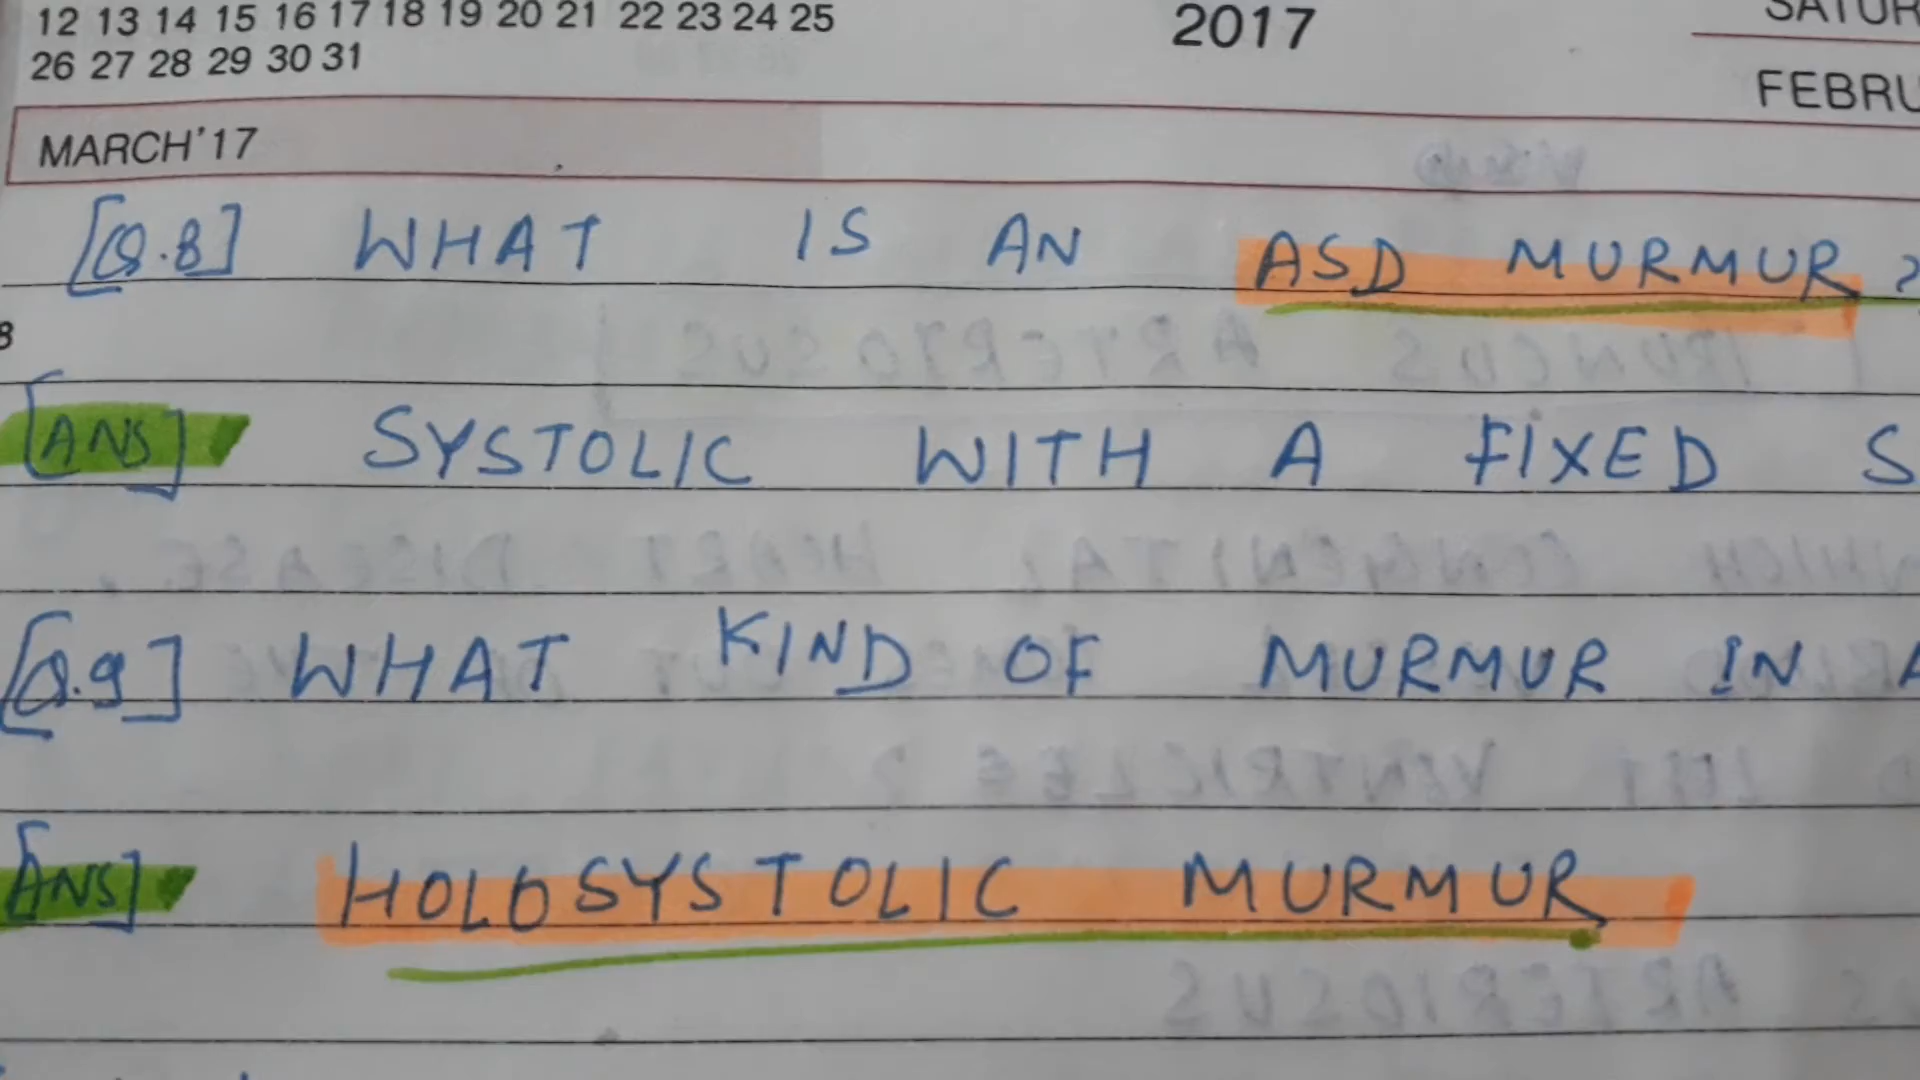 12 13 14 15 16 17 18 19 20 21 22 23 24 25
26 27 28 29 30 31
2017
SATUR
FEBRU
MARCH'17
[Q.8] WHAT IS AN ASD MURMUR ?
[ANS] SYSTOLIC WITH A FIXED S
[Q.9] WHAT KIND OF MURMUR IN A
[ANS] HOLOSYSTOLIC MURMUR